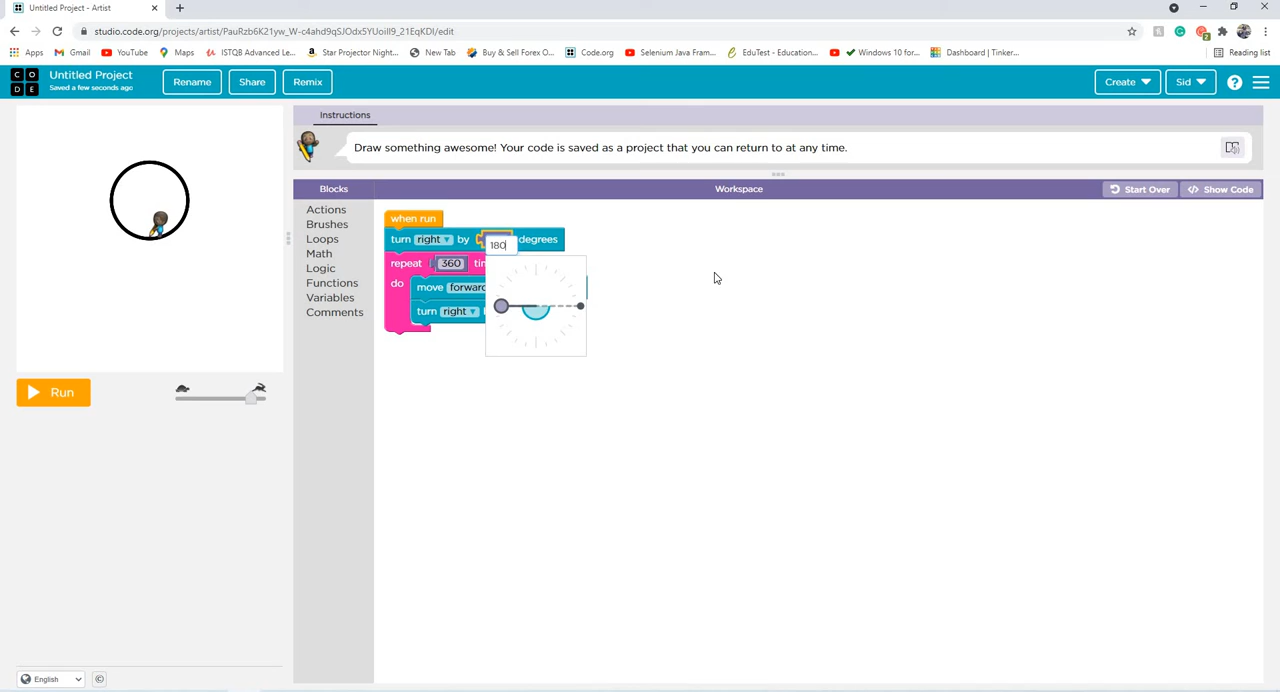 Untitled Project - Artist
studio.code.org/projects/artist/PauRzb6K21yw_W-c4ahd9qSJOdx5YUoiIl9_21EqKDI/edit
Apps Gmail YouTube Maps ISTQB Advanced Le... Star Projector Night... New Tab Buy & Sell Forex O... Code.org Selenium Java Fram... EduTest - Education... Windows 10 for... Dashboard | Tinker... Reading list
C O D E
Untitled Project
Saved a few seconds ago
Rename Share Remix Create Sid ?
Instructions
Draw something awesome! Your code is saved as a project that you can return to at any time.
Blocks Workspace Start Over </> Show Code
Actions
Brushes
Loops
Math
Logic
Functions
Variables
Comments
when run
turn right by degrees
180
repeat 360
do move forward
turn right
Run
English ©